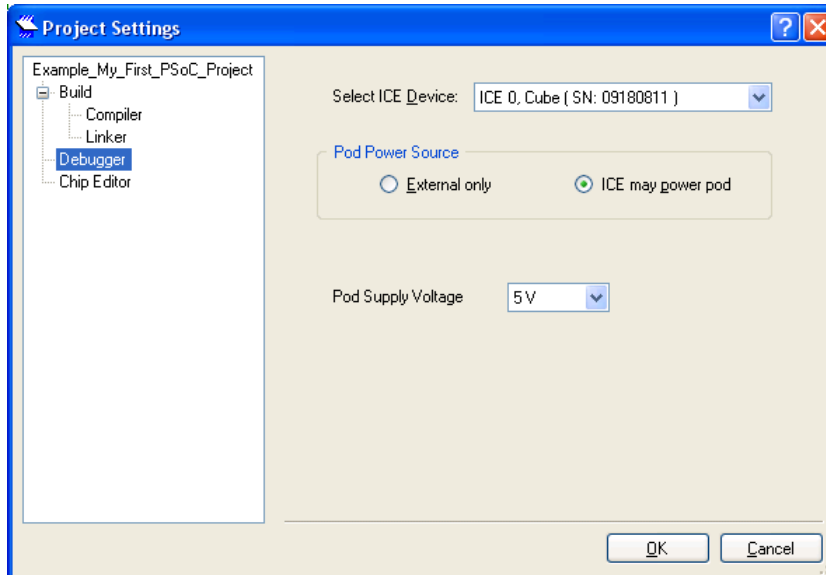 Project Settings
Example_My_First_PSoC_Project
Build
Compiler
Linker
Debugger
Chip Editor
Select ICE Device: ICE 0, Cube ( SN: 09180811 )
Pod Power Source
External only ICE may power pod
Pod Supply Voltage 5 V
OK Cancel